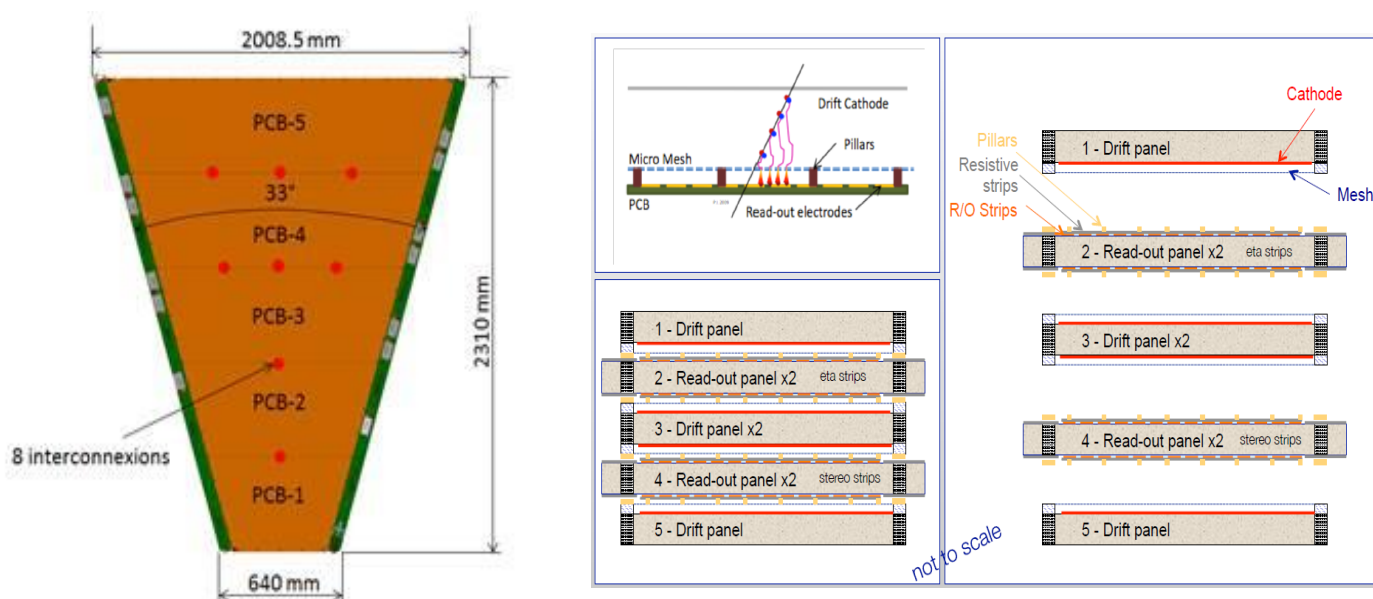 2008.5 mm
PCB-5
33°
PCB-4
PCB-3
PCB-2
PCB-1
8 interconnexions
2310 mm
640 mm
Drift Cathode
Micro Mesh
Pillars
PCB
Read-out electrodes
1 - Drift panel
2 - Read-out panel x2 eta strips
3 - Drift panel x2
4 - Read-out panel x2 stereo strips
5 - Drift panel
not to scale
Cathode
Pillars
1 - Drift panel
Resistive
strips
Mesh
R/O Strips
2 - Read-out panel x2 eta strips
3 - Drift panel x2
4 - Read-out panel x2 stereo strips
5 - Drift panel